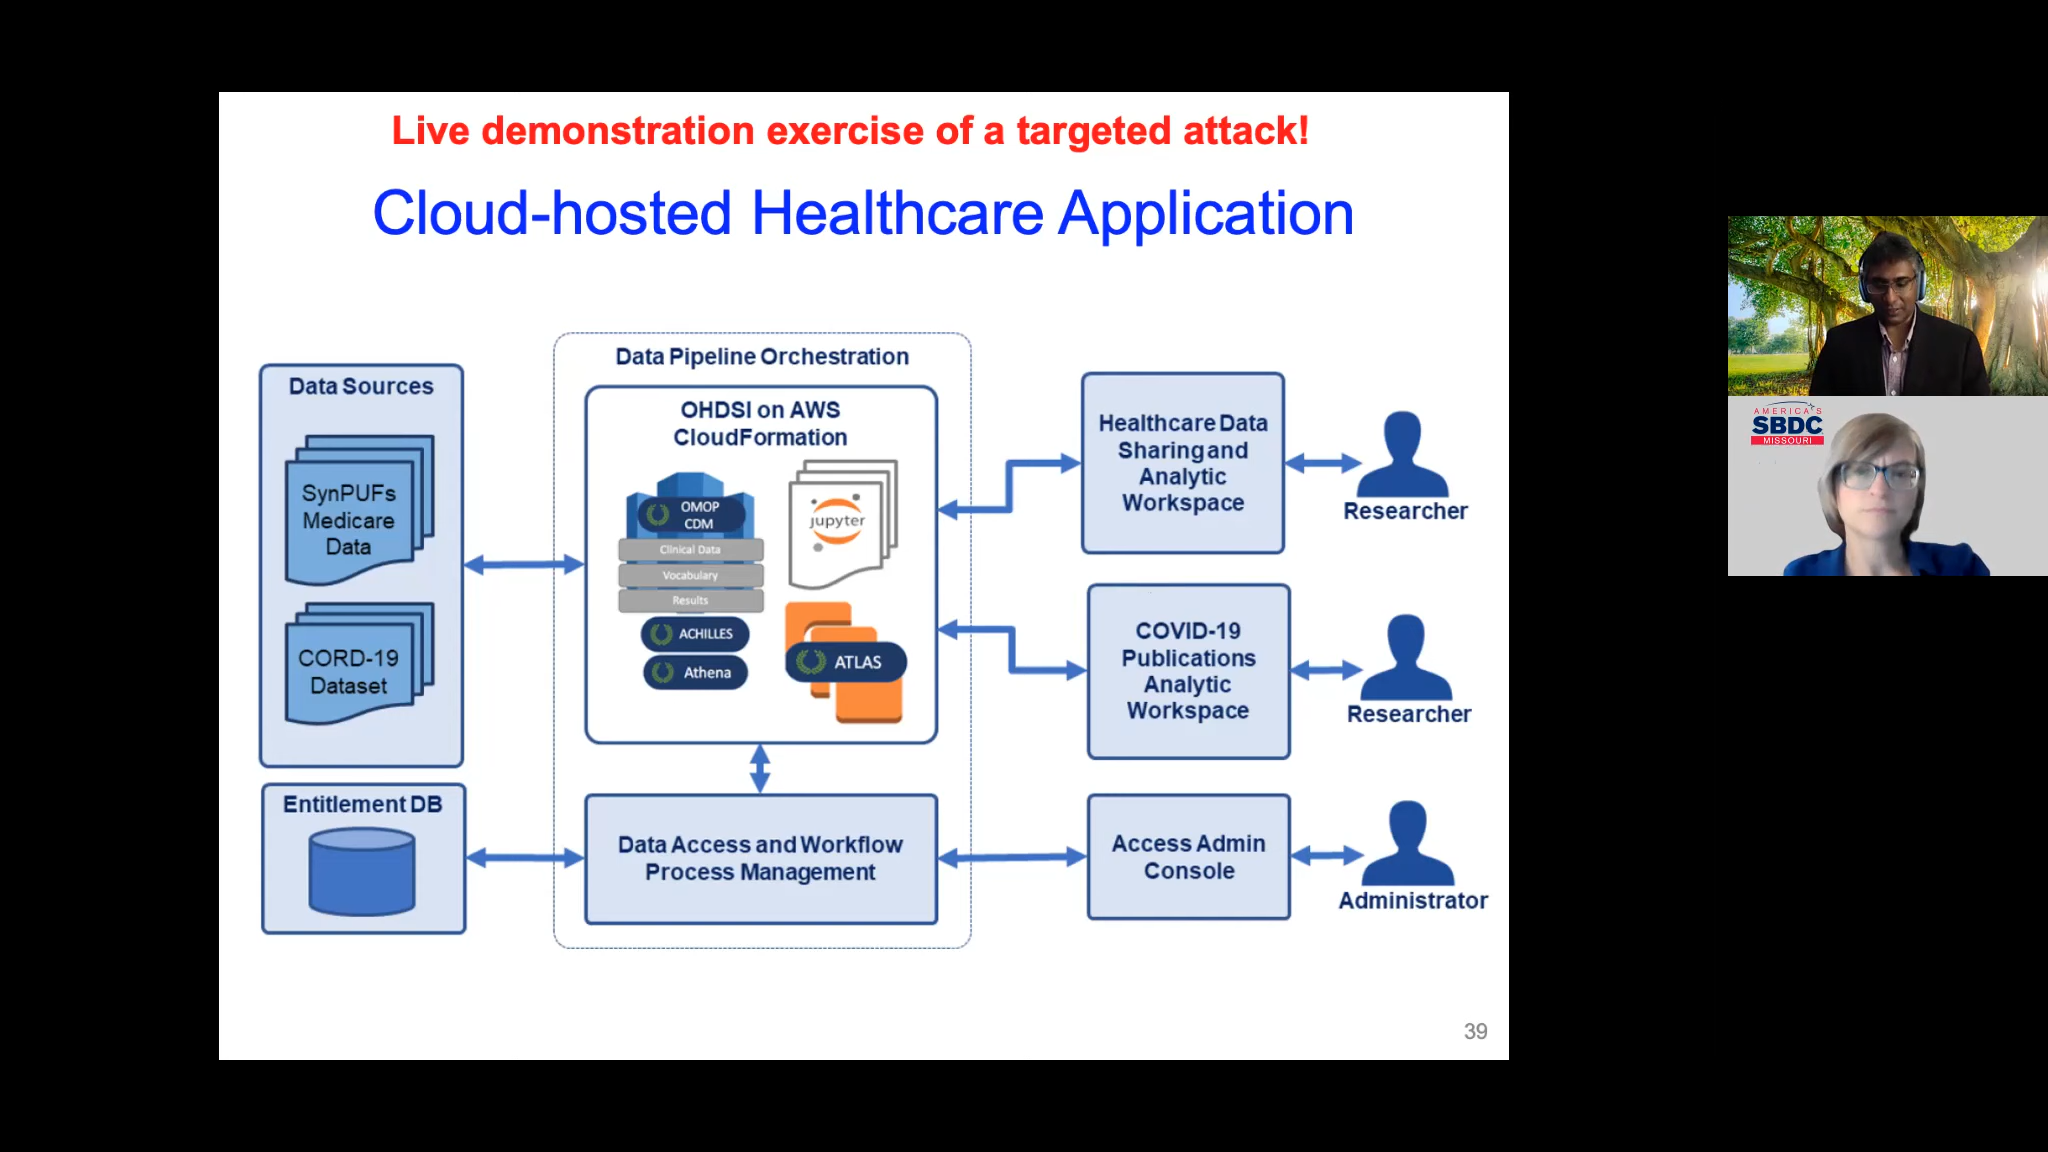 Live demonstration exercise of a targeted attack!
Cloud-hosted Healthcare Application
Data Sources
SynPUFs
Medicare
Data
CORD-19
Dataset
Entitlement DB
Data Pipeline Orchestration
OHDSI on AWS
CloudFormation
OMOP
CDM
Clinical Data
Vocabulary
Results
ACHILLES
Athena
jupyter
ATLAS
Data Access and Workflow
Process Management
Healthcare Data
Sharing and
Analytic
Workspace
Researcher
COVID-19
Publications
Analytic
Workspace
Researcher
Access Admin
Console
Administrator
39
AMERICA'S
SBDC
MISSOURI